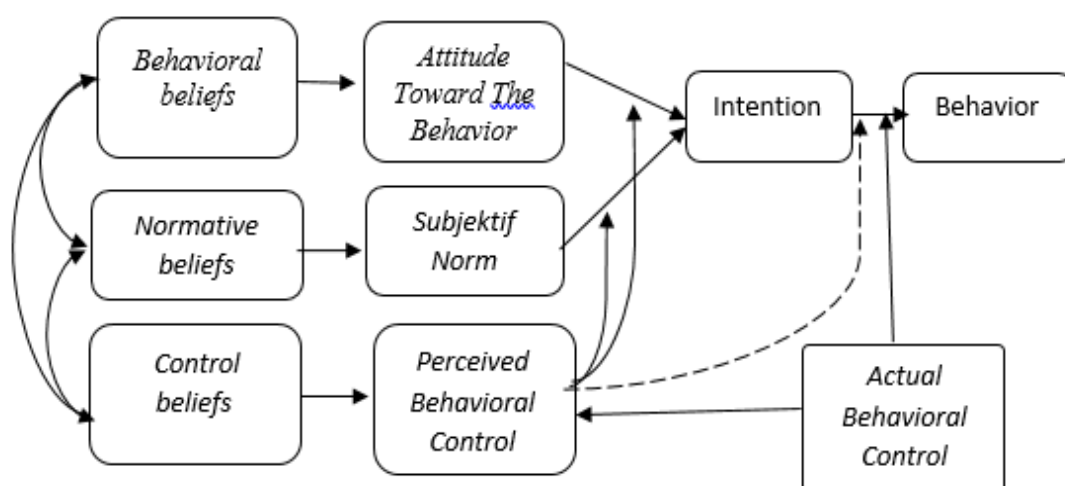 Behavioral
beliefs
Attitude
Toward The
Behavior
Intention
Behavior
Normative
beliefs
Subjektif
Norm
Control
beliefs
Perceived
Behavioral
Control
Actual
Behavioral
Control